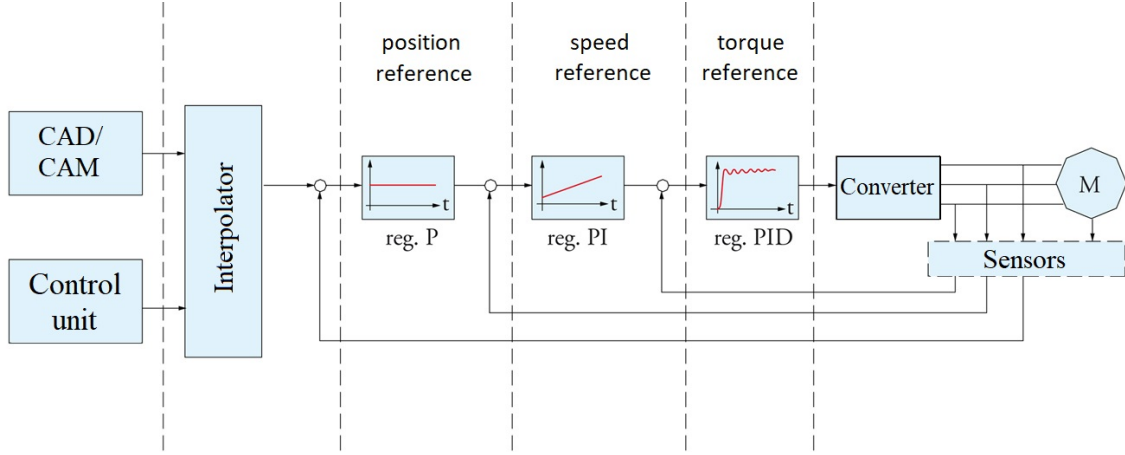 position
reference
speed
reference
torque
reference
CAD/
CAM
Control
unit
Interpolator
t
reg. P
t
reg. PI
t
reg. PID
Converter
M
Sensors